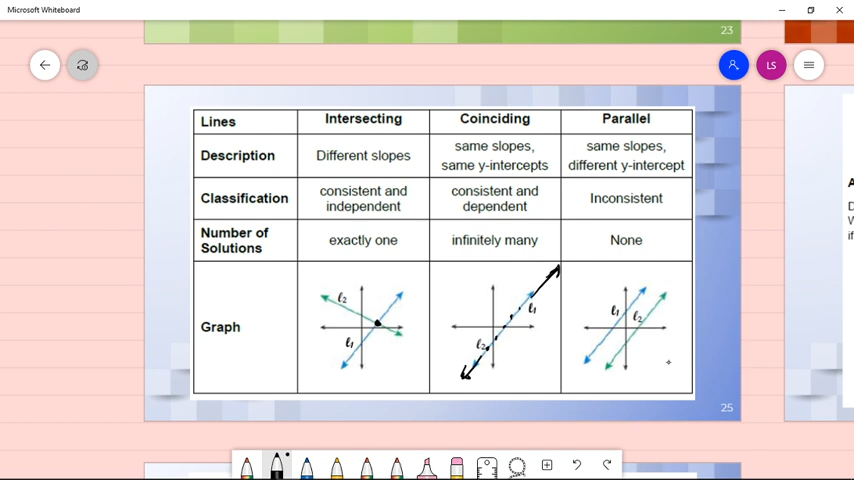 Microsoft Whiteboard
23
LS
Lines
Intersecting
Coinciding
Parallel
Description
Different slopes
same slopes,
same y-intercepts
same slopes,
different y-intercept
Classification
consistent and
independent
consistent and
dependent
Inconsistent
Number of
Solutions
exactly one
infinitely many
None
Graph
ℓ2
ℓ1
ℓ1
ℓ2
ℓ1
ℓ2
25
A
D
W
if